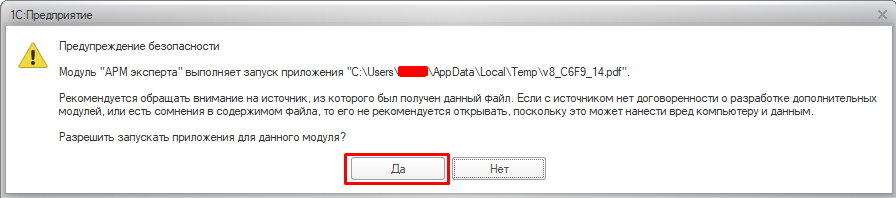 1С:Предприятие
Предупреждение безопасности
Модуль "АРМ эксперта" выполняет запуск приложения "C:\Users\ \AppData\Local\Temp\v8_C6F9_14.pdf".
Рекомендуется обращать внимание на источник, из которого был получен данный файл. Если с источником нет договоренности о разработке дополнительных
модулей, или есть сомнения в содержимом файла, то его не рекомендуется открывать, поскольку это может нанести вред компьютеру и данным.
Разрешить запускать приложения для данного модуля?
Да
Нет